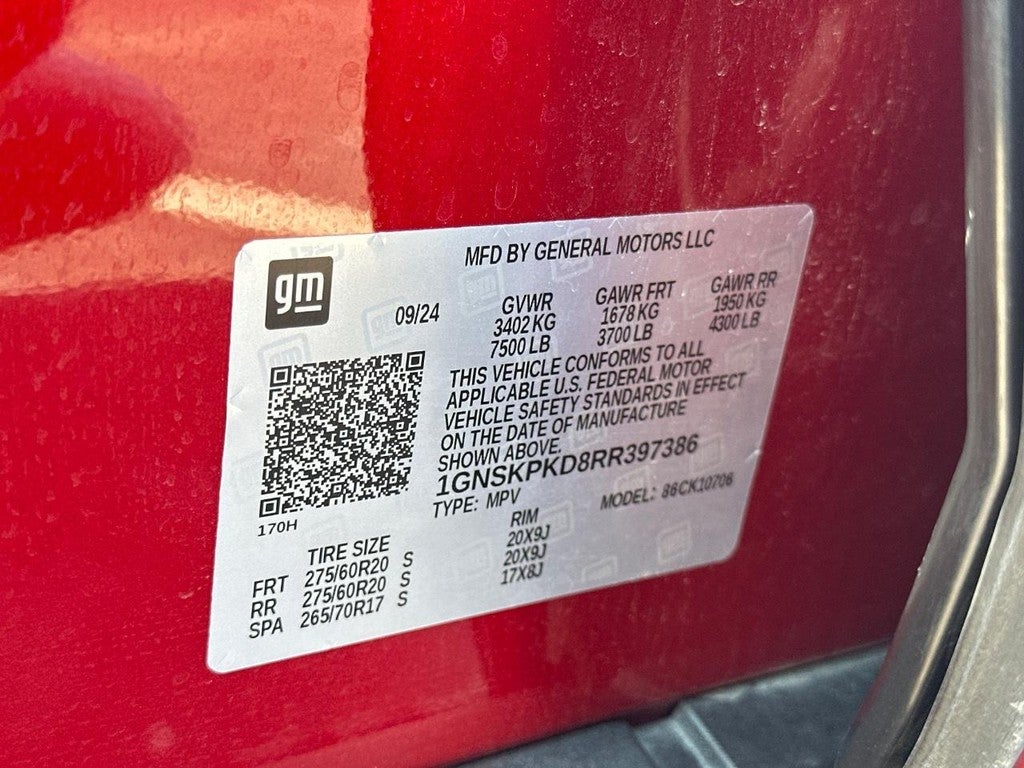 MFD BY GENERAL MOTORS LLC
gm
09/24
GVWR GAWR FRT GAWR RR
3402 KG 1678 KG 1950 KG
7500 LB 3700 LB 4300 LB
THIS VEHICLE CONFORMS TO ALL
APPLICABLE U.S. FEDERAL MOTOR
VEHICLE SAFETY STANDARDS IN EFFECT
ON THE DATE OF MANUFACTURE
SHOWN ABOVE.
1GNSKPKD8RR397386
TYPE: MPV MODEL: 86CK10706
170H
TIRE SIZE RIM
FRT 275/60R20 S 20X9J
RR 275/60R20 S 20X9J
SPA 265/70R17 S 17X8J